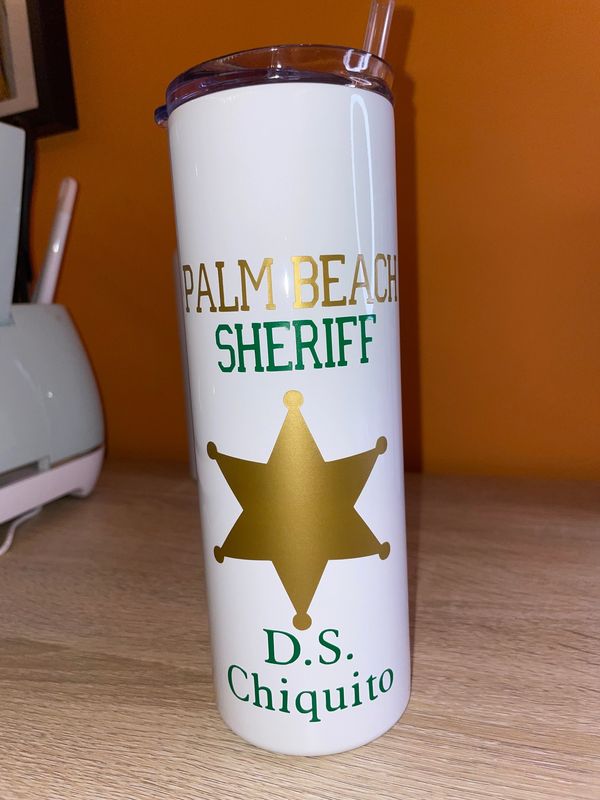 PALM BEACH
SHERIFF
D.S.
Chiquito